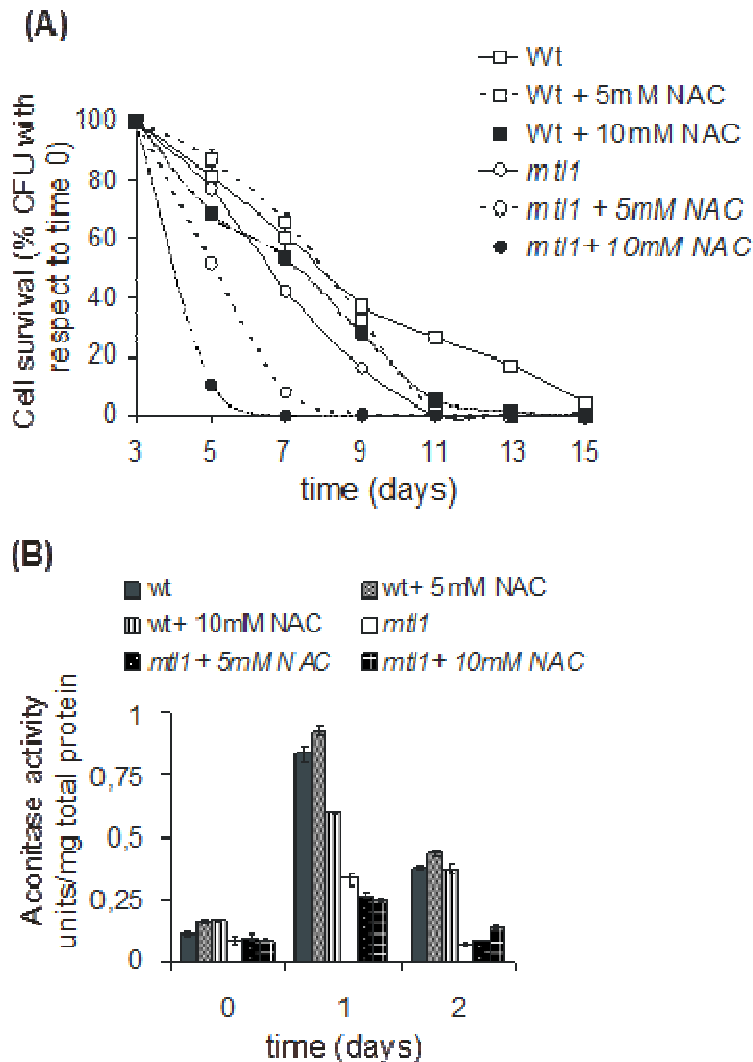 (A)
Wt
Wt + 5mM NAC
Wt + 10mM NAC
mtl1
mtl1 + 5mM NAC
mtl1+ 10mM NAC
Cell survival (% CFU with
respect to time 0)
100
80
60
40
20
0
3 5 7 9 11 13 15
time (days)
(B)
wt
wt+ 5mM NAC
wt+ 10mM NAC
mtl1
mtl1 + 5mM NAC
mtl1+ 10mM NAC
Aconitase activity
units/mg total protein
1
0,75
0,5
0,25
0
0 1 2
time (days)